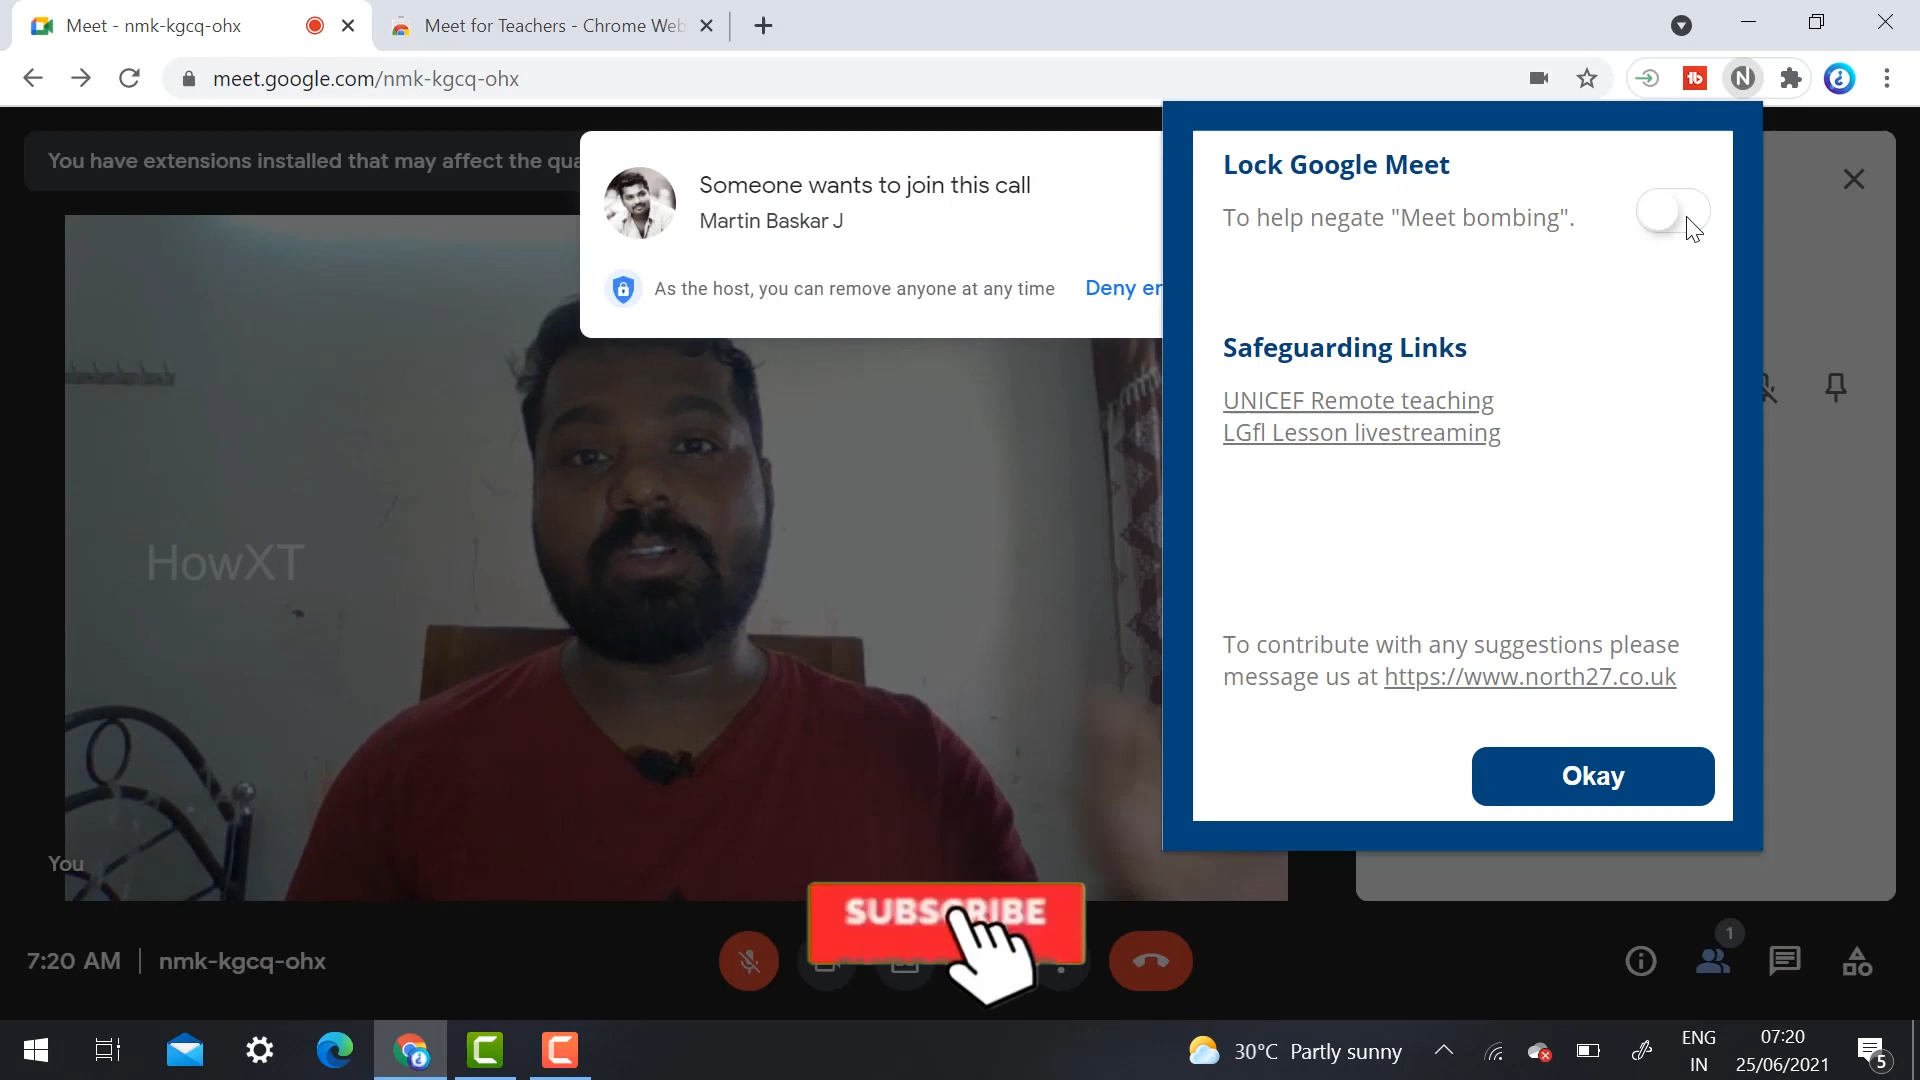 Meet - nmk-kgcq-ohx
Meet for Teachers - Chrome Web
meet.google.com/nmk-kgcq-ohx
You have extensions installed that may affect the qua
Someone wants to join this call
Martin Baskar J
As the host, you can remove anyone at any time
Deny en
Lock Google Meet
To help negate "Meet bombing".
Safeguarding Links
UNICEF Remote teaching
LGfl Lesson livestreaming
To contribute with any suggestions please
message us at https://www.north27.co.uk
Okay
HowXT
You
SUBSCRIBE
7:20 AM | nmk-kgcq-ohx
1
30°C Partly sunny
ENG
IN
07:20
25/06/2021
5